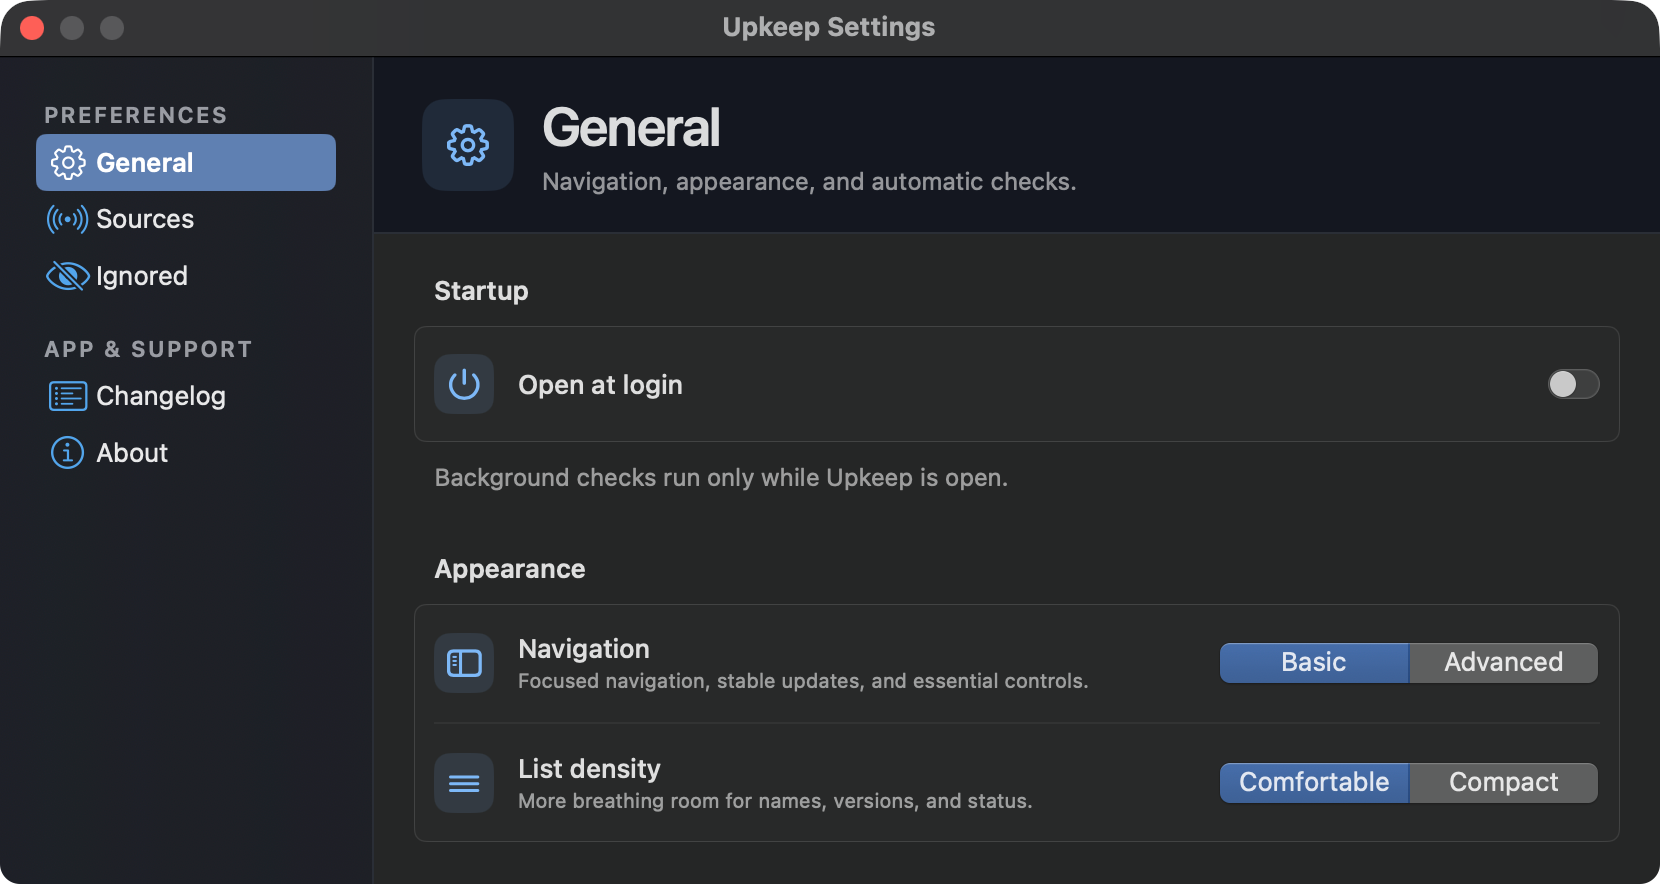 Upkeep Settings
PREFERENCES
General
Sources
Ignored
APP & SUPPORT
Changelog
About
General
Navigation, appearance, and automatic checks.
Startup
Open at login
Background checks run only while Upkeep is open.
Appearance
Navigation
Focused navigation, stable updates, and essential controls.
Basic
Advanced
List density
More breathing room for names, versions, and status.
Comfortable
Compact